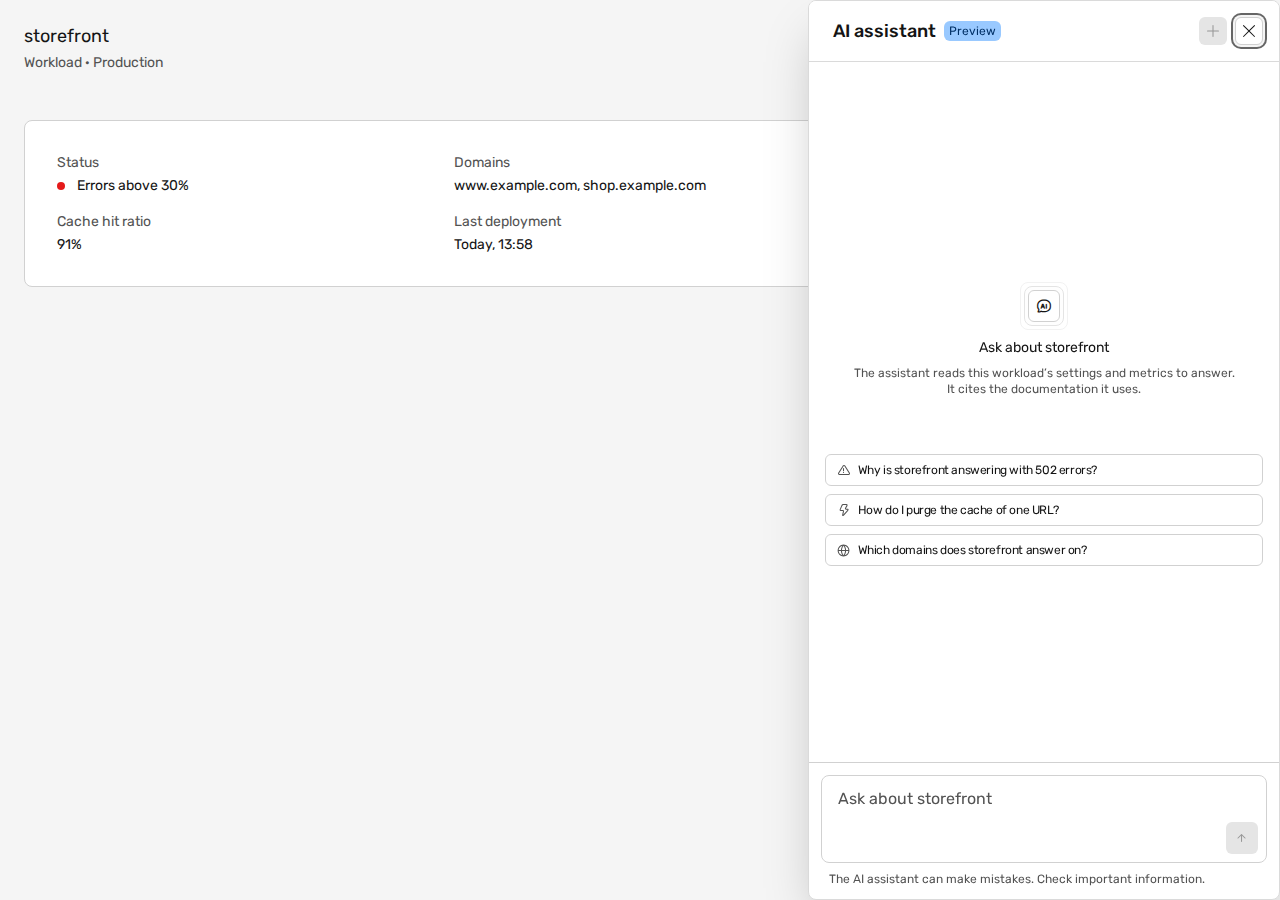 storefront
Workload • Production
Status
Errors above 30%
Domains
www.example.com, shop.example.com
Cache hit ratio
91%
Last deployment
Today, 13:58
AI assistant
Preview
AI
Ask about storefront
The assistant reads this workload's settings and metrics to answer.
It cites the documentation it uses.
Why is storefront answering with 502 errors?
How do I purge the cache of one URL?
Which domains does storefront answer on?
Ask about storefront
The AI assistant can make mistakes. Check important information.